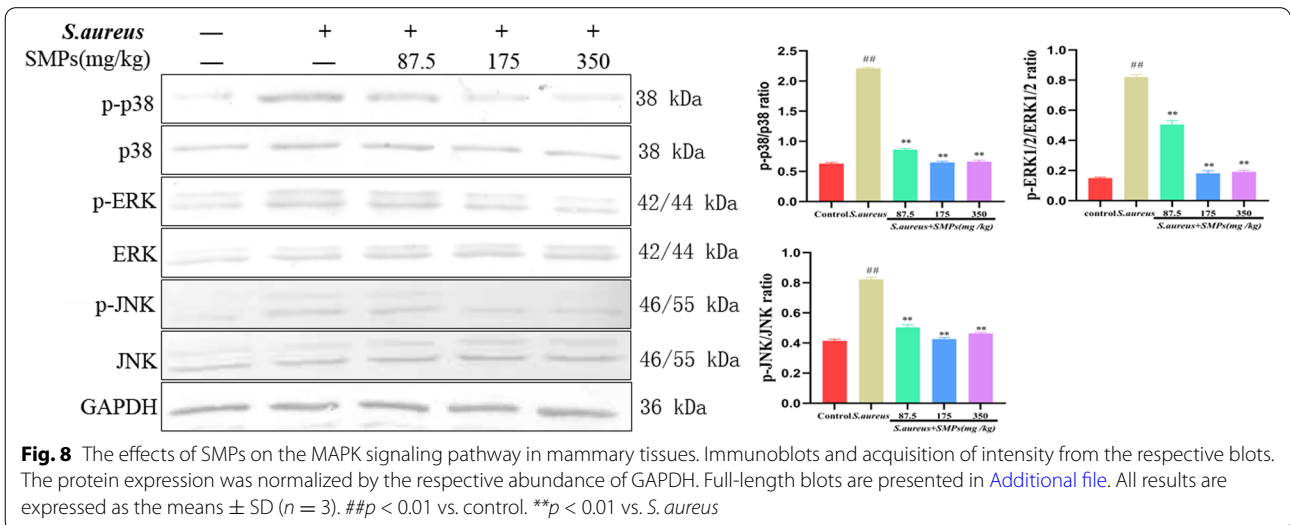 S.aureus — + + + +
SMPs(mg/kg) — — 87.5 175 350
p-p38 38 kDa
p38 38 kDa
p-ERK 42/44 kDa
ERK 42/44 kDa
p-JNK 46/55 kDa
JNK 46/55 kDa
GAPDH 36 kDa
p-p38/p38 ratio
2.5
2.0
1.5
1.0
0.5
0.0
##
** ** **
Control S.aureus 87.5 175 350
S.aureus+SMPs(mg /kg)
p-ERK1/2/ERK1/2 ratio
1.0
0.8
0.6
0.4
0.2
0.0
##
**
** **
Control S.aureus 87.5 175 350
S.aureus+SMPs(mg /kg)
p-JNK/JNK ratio
1.0
0.8
0.6
0.4
0.2
0.0
##
** ** **
Control S.aureus 87.5 175 350
S.aureus+SMPs(mg /kg)
Fig. 8 The effects of SMPs on the MAPK signaling pathway in mammary tissues. Immunoblots and acquisition of intensity from the respective blots.
The protein expression was normalized by the respective abundance of GAPDH. Full-length blots are presented in Additional file. All results are
expressed as the means ± SD (n = 3). ##p < 0.01 vs. control. **p < 0.01 vs. S. aureus